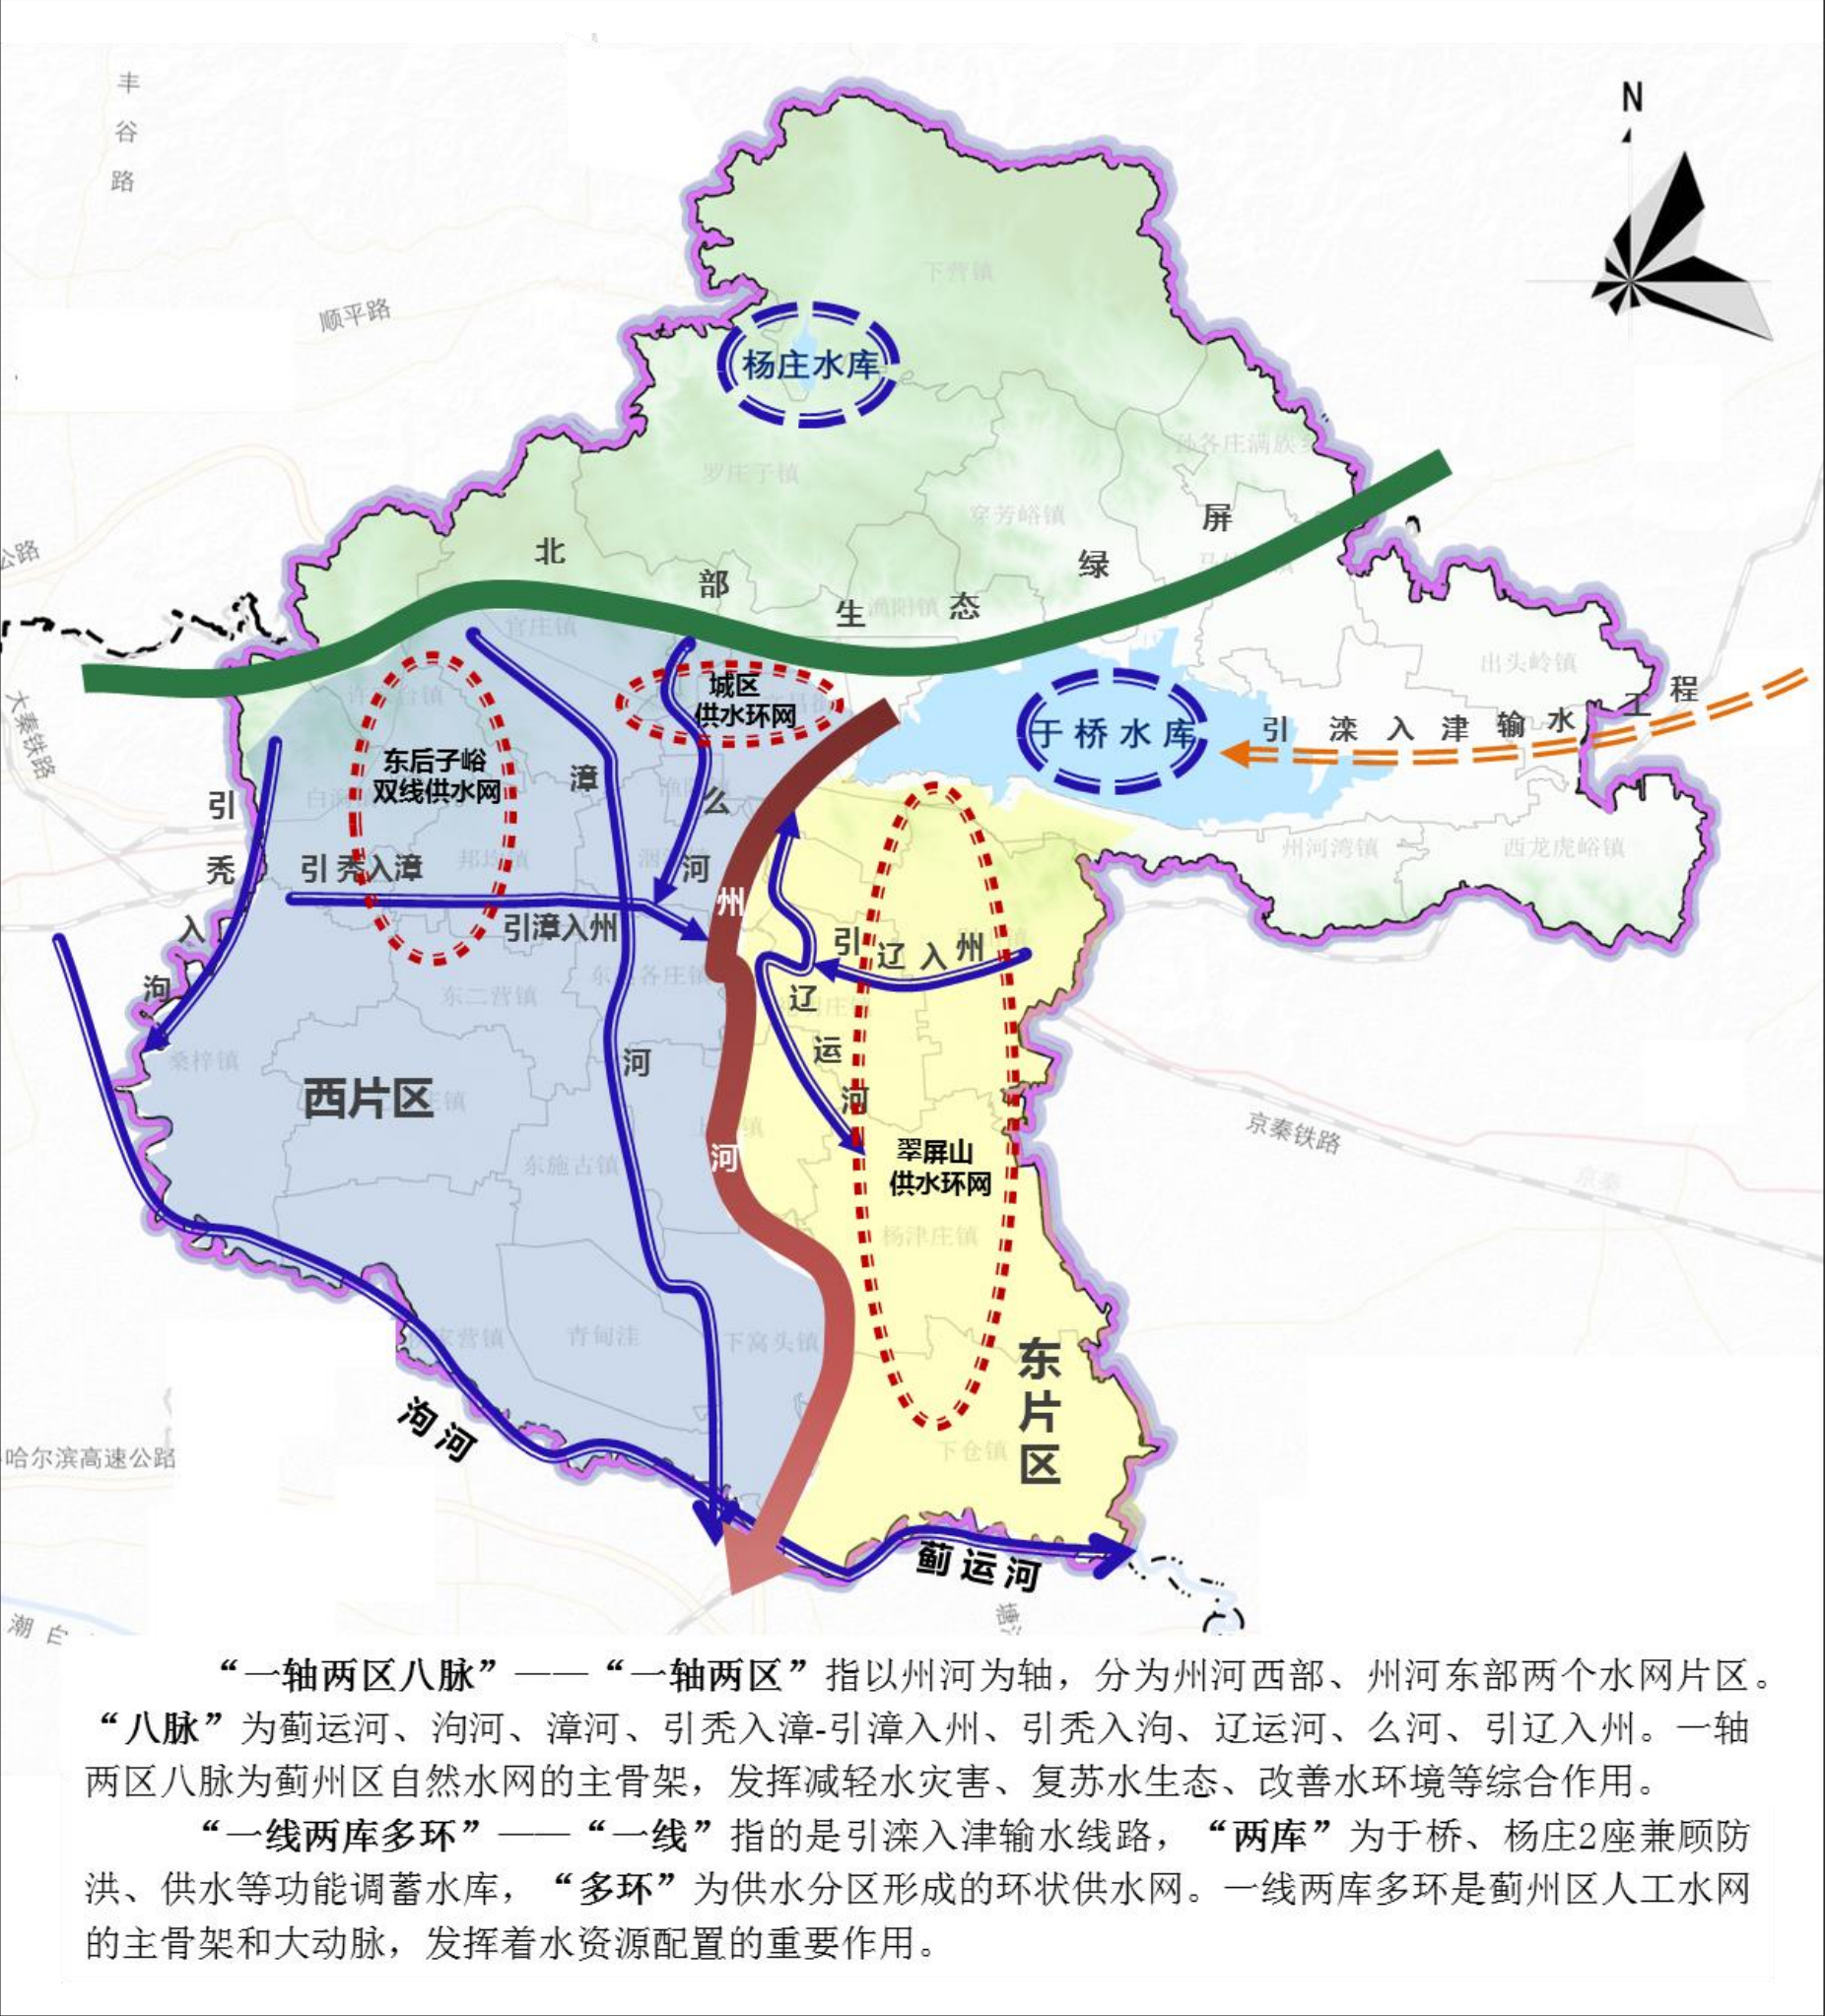 丰谷路
N
顺平路
下营镇
杨庄水库
罗庄子镇
孙各庄满族
穿芳峪镇
公路
北部生态绿屏
渔阳镇
官庄镇
出头岭镇
大秦铁路
城区
供水环网
于桥水库
引滦入津输水工程
东后子峪
双线供水网
漳河
么河
引秃入泃
引秃入漳
邦均镇
州河湾镇
西龙虎峪镇
引漳入州
州河
引辽入州
东二营镇
辽运河
桑梓镇
西片区
东施古镇
翠屏山
供水环网
京秦铁路
京秦
杨津庄镇
青甸洼
下窝头镇
东片区
泃河
下仓镇
哈尔滨高速公路
蓟运河
潮白
“一轴两区八脉”——“一轴两区”指以州河为轴，分为州河西部、州河东部两个水网片区。
“八脉”为蓟运河、泃河、漳河、引秃入漳-引漳入州、引秃入泃、辽运河、么河、引辽入州。一轴
两区八脉为蓟州区自然水网的主骨架，发挥减轻水灾害、复苏水生态、改善水环境等综合作用。
“一线两库多环”——“一线”指的是引滦入津输水线路，“两库”为于桥、杨庄2座兼顾防
洪、供水等功能调蓄水库，“多环”为供水分区形成的环状供水网。一线两库多环是蓟州区人工水网
的主骨架和大动脉，发挥着水资源配置的重要作用。